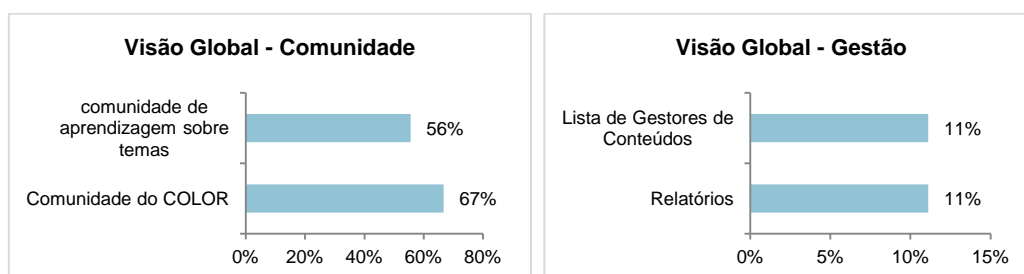 Visão Global - Comunidade
comunidade de
aprendizagem sobre
temas
56%
Comunidade do COLOR
67%
0% 20% 40% 60% 80%
Visão Global - Gestão
Lista de Gestores de
Conteúdos
11%
Relatórios
11%
0% 5% 10% 15%